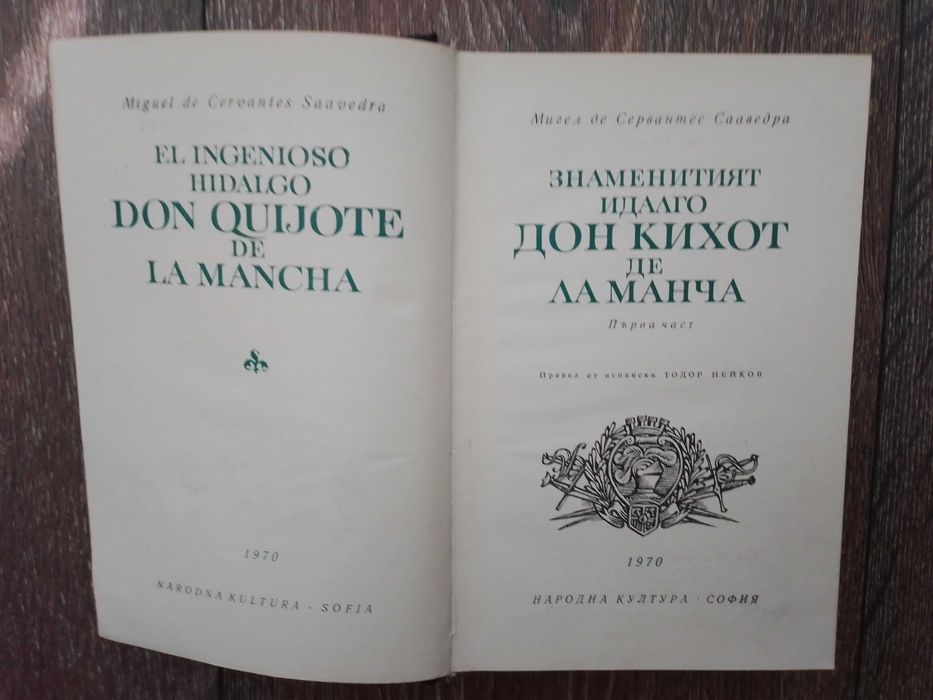 Miguel de Cervantes Saavedra
EL INGENIOSO
HIDALGO
DON QUIJOTE
DE
LA MANCHA
1970
NARODNA KULTURA - SOFIA
Мигел де Сервантес Сааведра
ЗНАМЕНИТИЯТ
ИДАЛГО
ДОН КИХОТ
ДЕ
ЛА МАНЧА
Първа част
Превел от испански ТОДОР НЕЙКОВ
1970
НАРОДНА КУЛТУРА · СОФИЯ